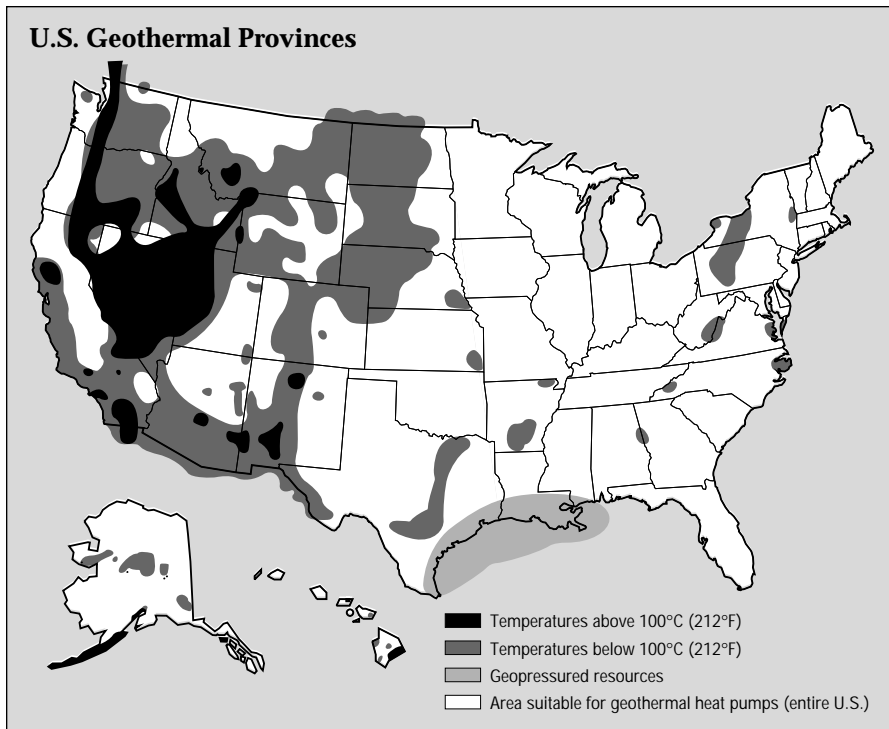 U.S. Geothermal Provinces
Temperatures above 100°C (212°F)
Temperatures below 100°C (212°F)
Geopressured resources
Area suitable for geothermal heat pumps (entire U.S.)